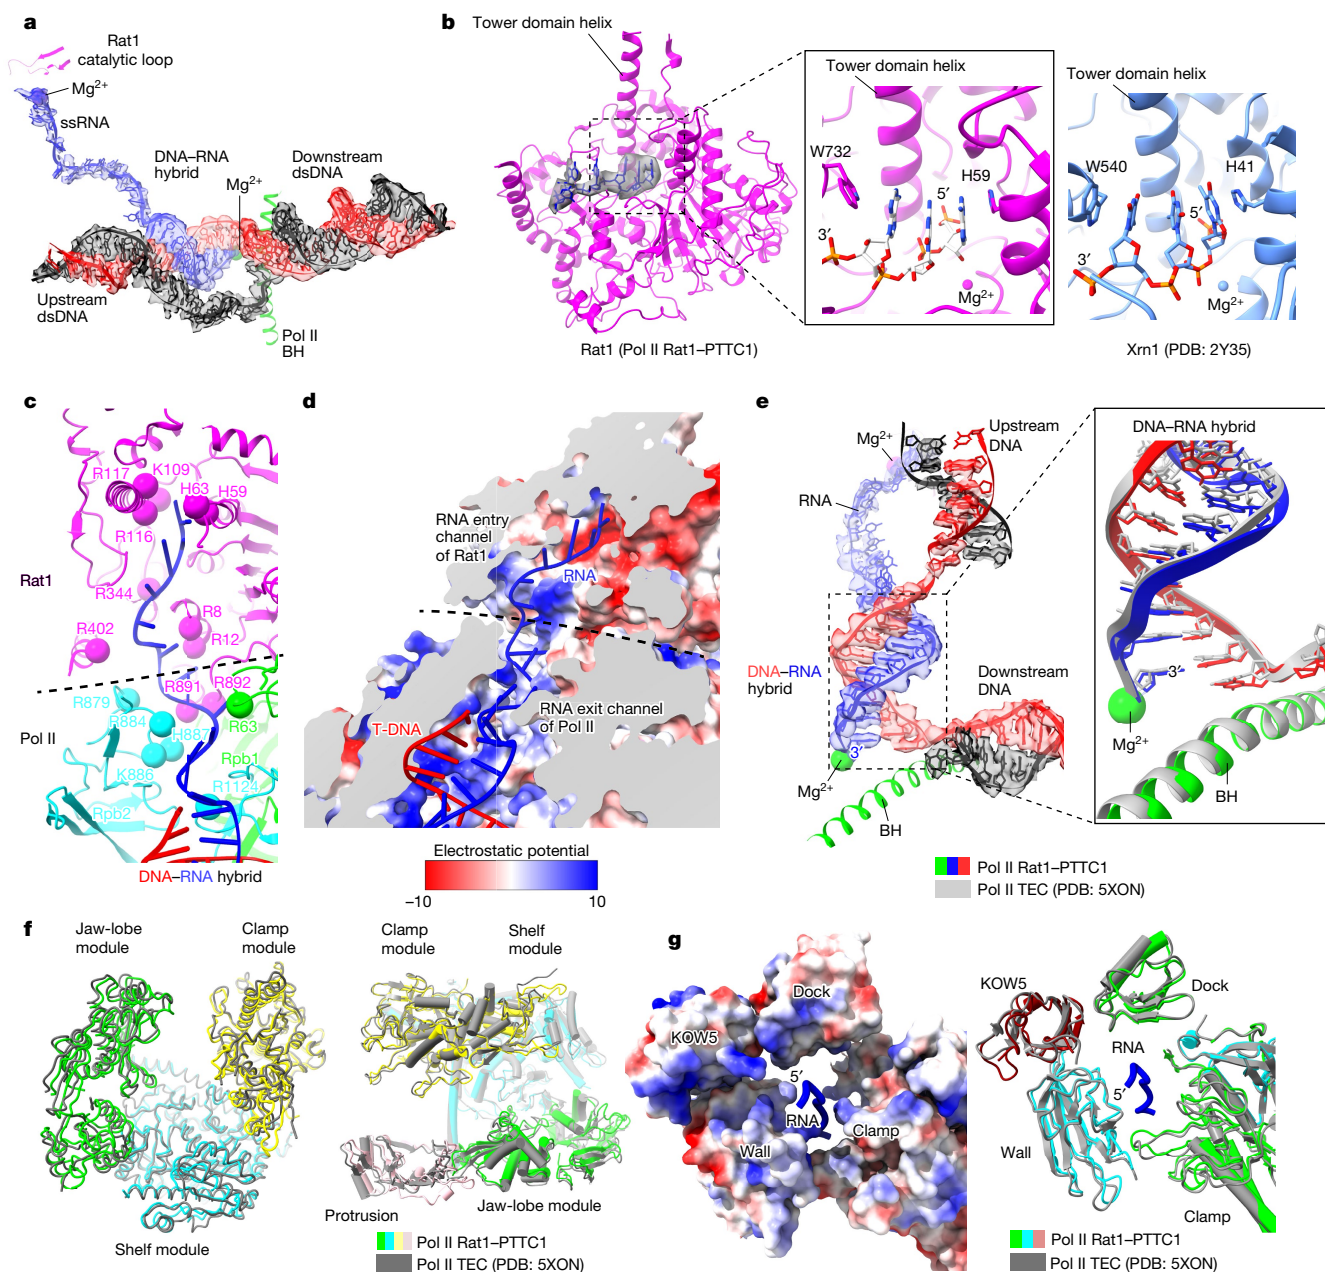 a
Rat1
catalytic loop
Mg2+
ssRNA
DNA–RNA
hybrid
Mg2+
Downstream
dsDNA
Upstream
dsDNA
Pol II
BH
b
Tower domain helix
Rat1 (Pol II Rat1–PTTC1)
Tower domain helix
W732
H59
5′
3′
Mg2+
Tower domain helix
W540
H41
5′
3′
Mg2+
Xrn1 (PDB: 2Y35)
c
R117
K109
H63
H59
R116
Rat1
R344
R8
R402
R12
R891
R892
R879
R884
R63
Pol II
H887
Rpb1
K886
R1124
Rpb2
DNA–RNA hybrid
d
RNA entry
channel
of Rat1
RNA
RNA exit channel
of Pol II
T-DNA
Electrostatic potential
−10
10
e
Mg2+
Upstream
DNA
RNA
DNA–RNA
hybrid
Downstream
DNA
3′
Mg2+
BH
DNA–RNA hybrid
3′
Mg2+
BH
Pol II Rat1–PTTC1
Pol II TEC (PDB: 5XON)
f
Jaw-lobe
module
Clamp
module
Shelf module
Clamp
module
Shelf
module
Protrusion
Jaw-lobe module
Pol II Rat1–PTTC1
Pol II TEC (PDB: 5XON)
g
Dock
KOW5
5′
RNA
Clamp
Wall
KOW5
Dock
RNA
5′
Wall
Clamp
Pol II Rat1–PTTC1
Pol II TEC (PDB: 5XON)